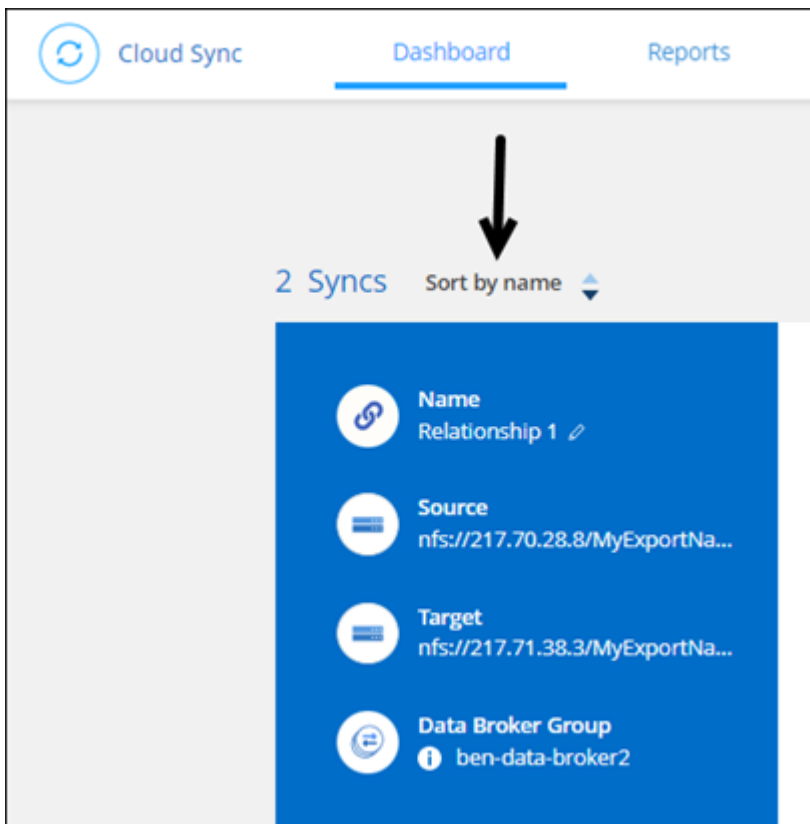 Cloud Sync Dashboard Reports
2 Syncs Sort by name
Name
Relationship 1
Source
nfs://217.70.28.8/MyExportNa...
Target
nfs://217.71.38.3/MyExportNa...
Data Broker Group
i ben-data-broker2